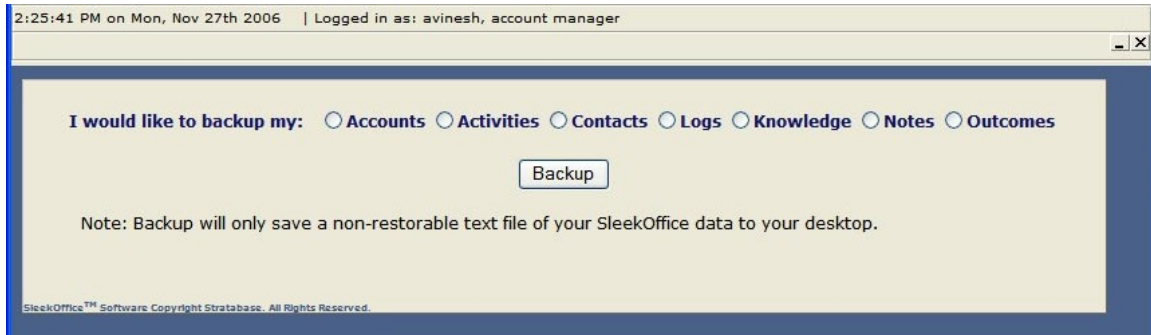 2:25:41 PM on Mon, Nov 27th 2006 | Logged in as: avinesh, account manager
I would like to backup my: Accounts Activities Contacts Logs Knowledge Notes Outcomes
Backup
Note: Backup will only save a non-restorable text file of your SleekOffice data to your desktop.
SleekOffice™ Software Copyright Stratabase. All Rights Reserved.